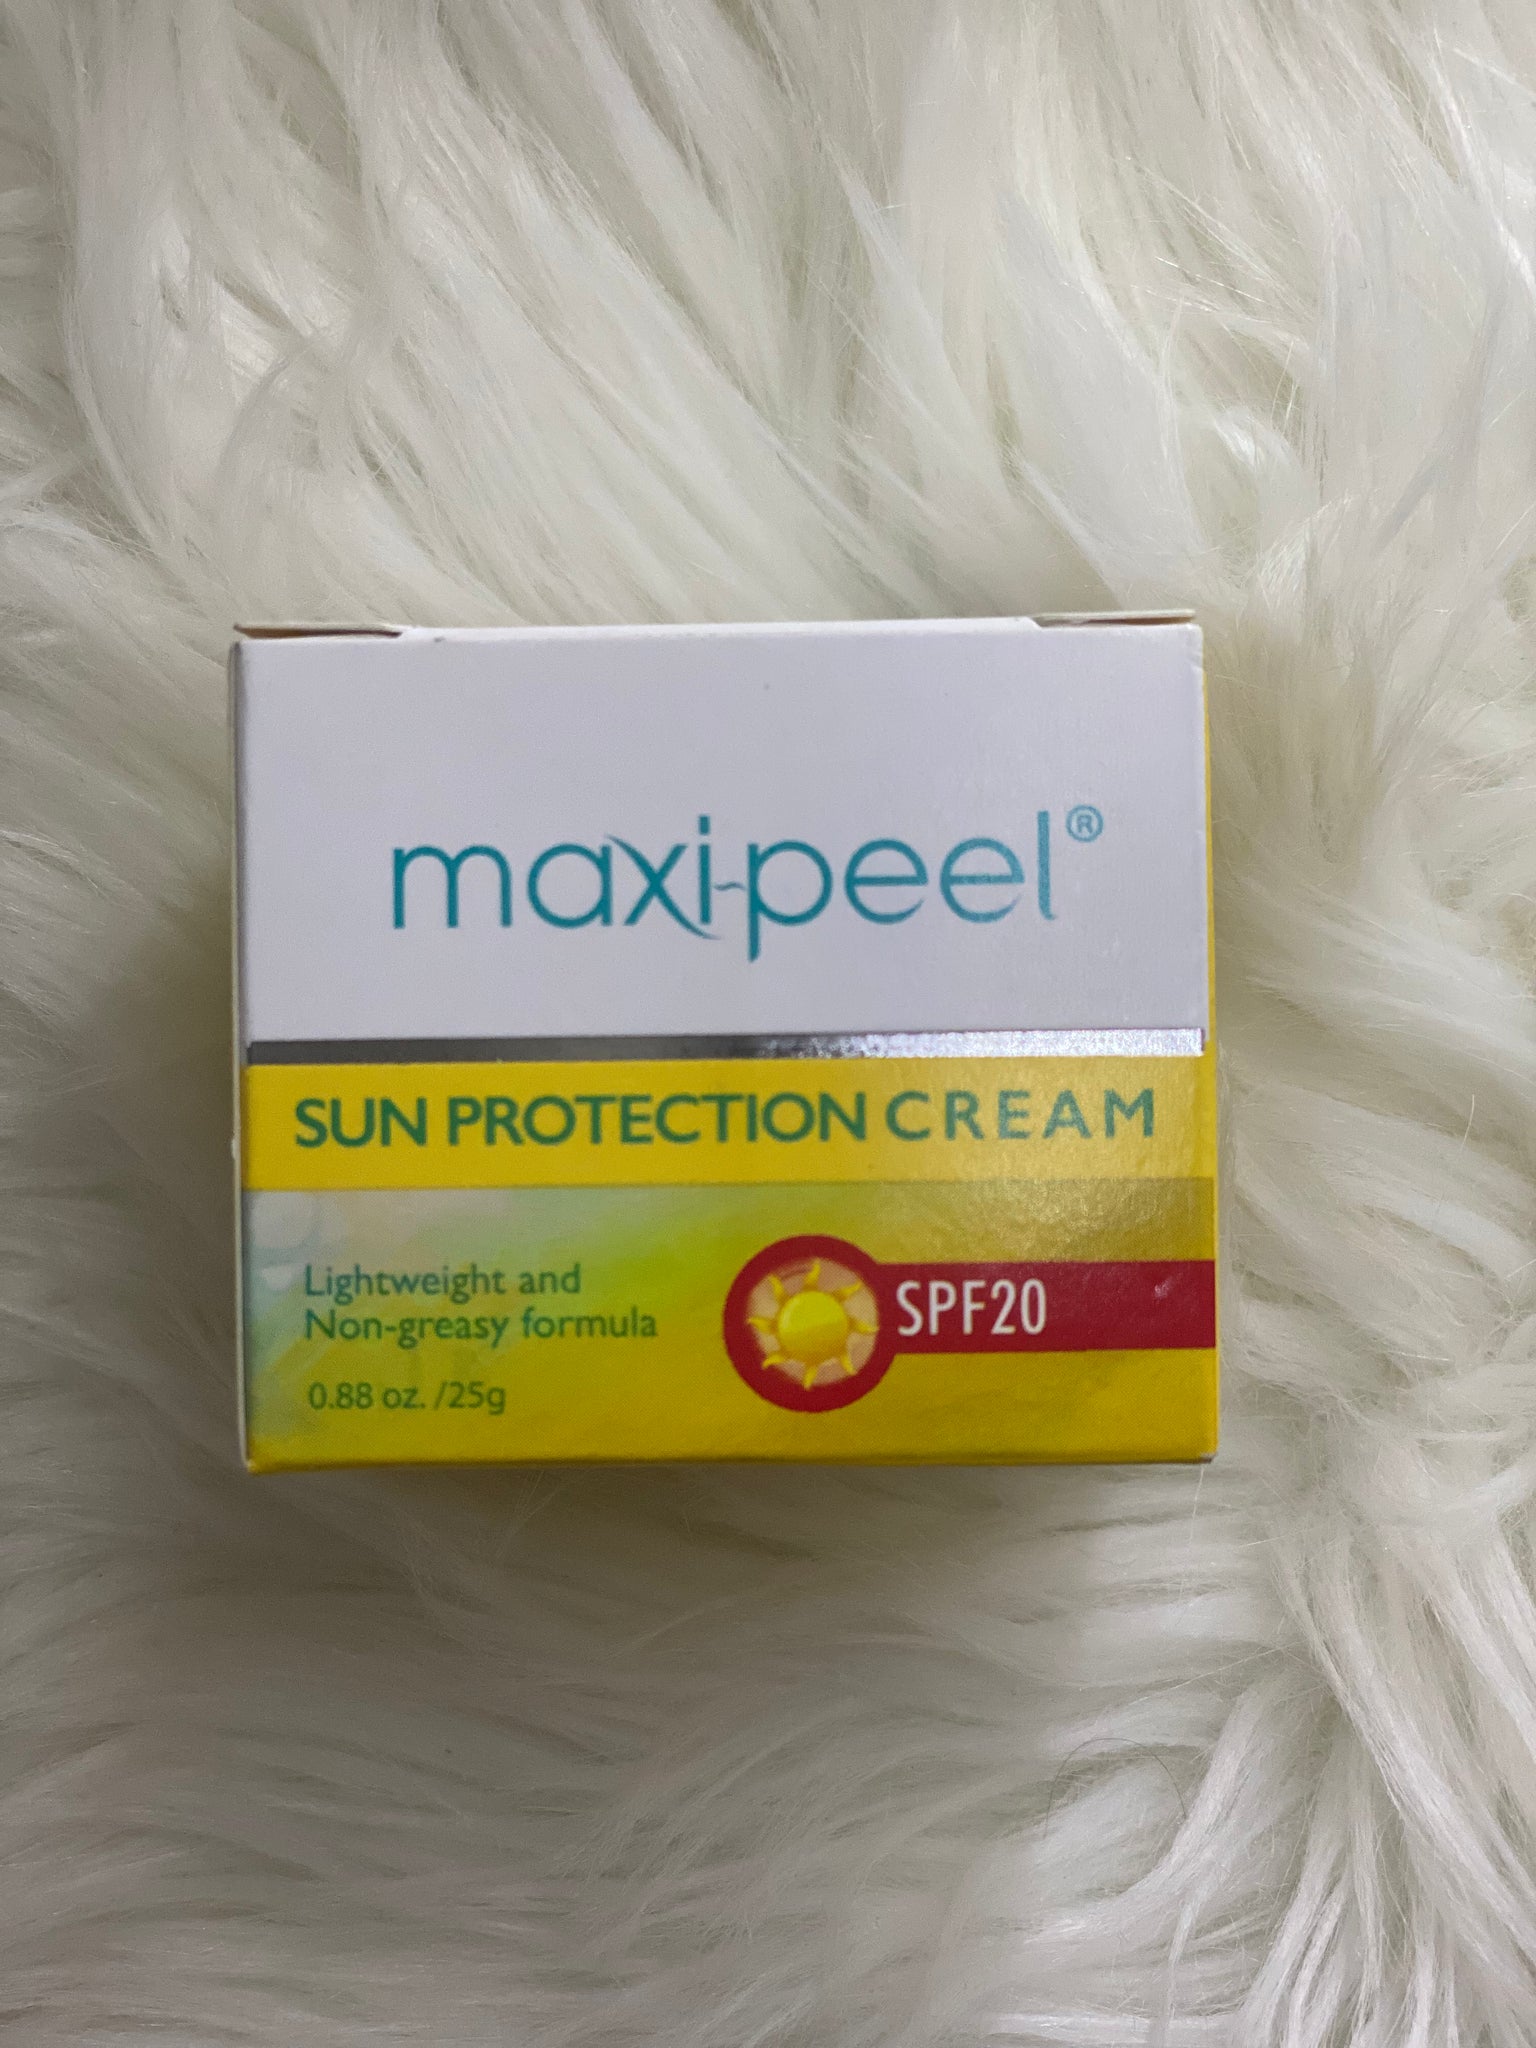 maxi-peel®
SUN PROTECTION CREAM
Lightweight and
Non-greasy formula
SPF20
0.88 oz. /25g